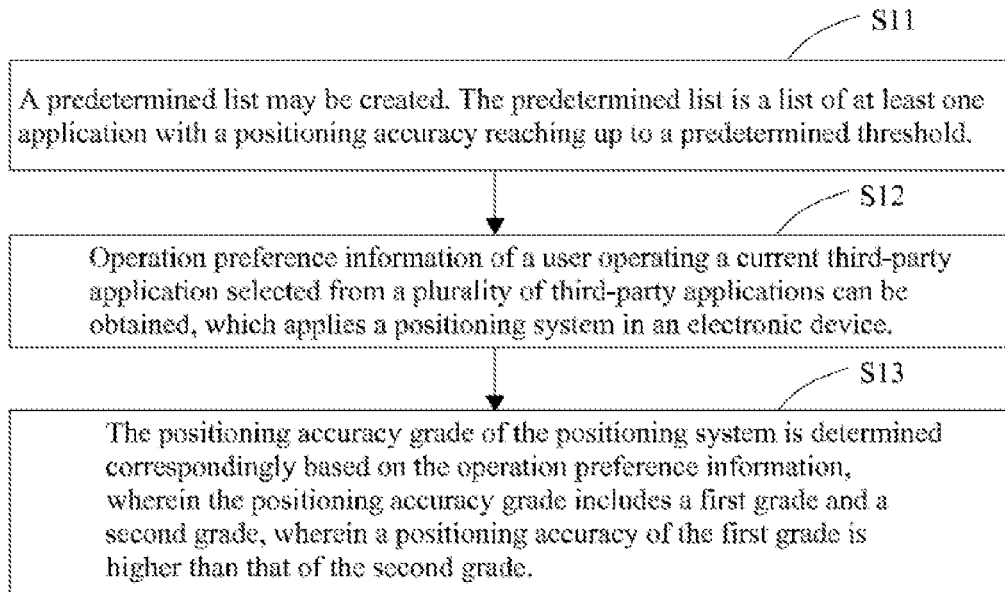 S11
A predetermined list may be created. The predetermined list is a list of at least one
application with a positioning accuracy reaching up to a predetermined threshold.
S12
Operation preference information of a user operating a current third-party
application selected from a plurality of third-party applications can be
obtained, which applies a positioning system in an electronic device.
S13
The positioning accuracy grade of the positioning system is determined
correspondingly based on the operation preference information,
wherein the positioning accuracy grade includes a first grade and a
second grade, wherein a positioning accuracy of the first grade is
higher than that of the second grade.